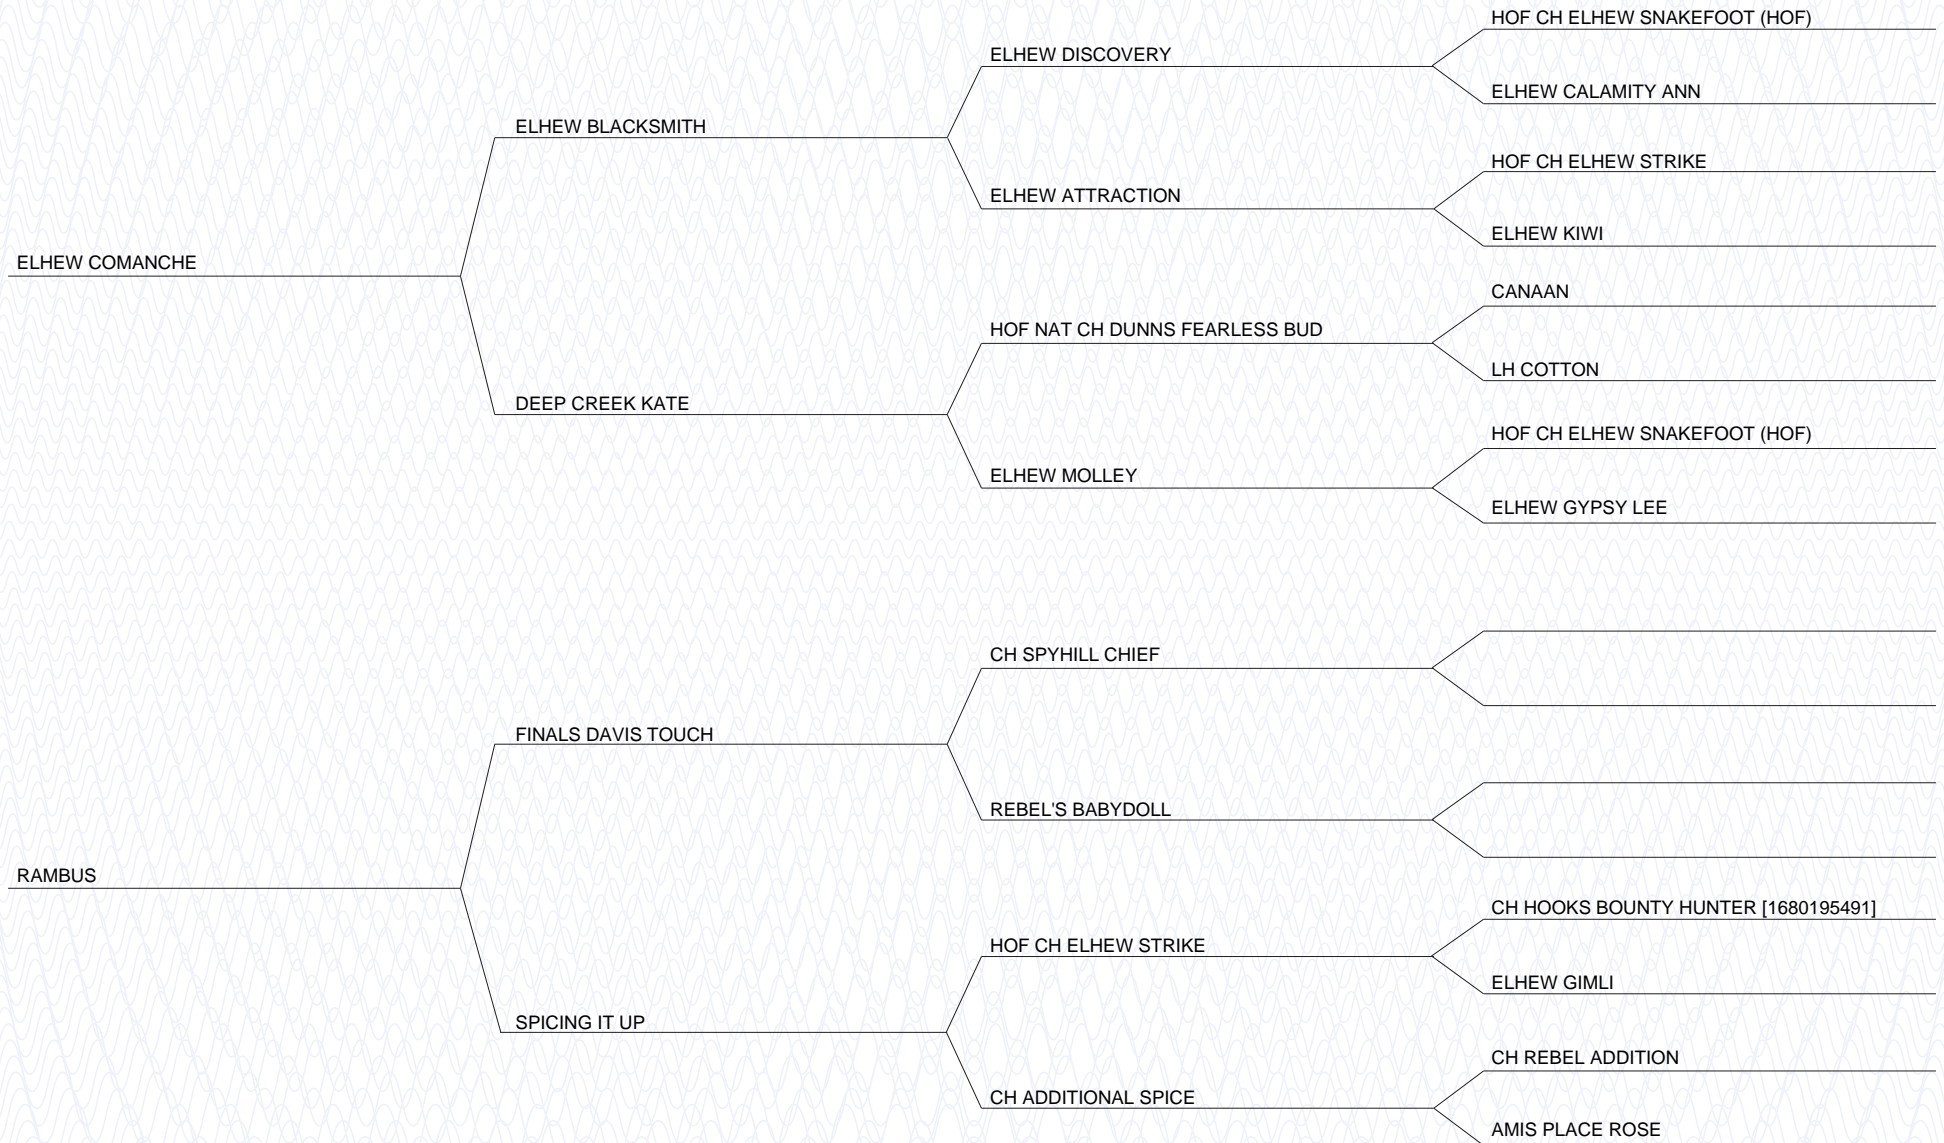 HOF CH ELHEW SNAKEFOOT (HOF)
ELHEW DISCOVERY
ELHEW CALAMITY ANN
ELHEW BLACKSMITH
HOF CH ELHEW STRIKE
ELHEW ATTRACTION
ELHEW KIWI
ELHEW COMANCHE
CANAAN
HOF NAT CH DUNNS FEARLESS BUD
LH COTTON
DEEP CREEK KATE
HOF CH ELHEW SNAKEFOOT (HOF)
ELHEW MOLLEY
ELHEW GYPSY LEE
CH SPYHILL CHIEF
FINALS DAVIS TOUCH
REBEL'S BABYDOLL
RAMBUS
CH HOOKS BOUNTY HUNTER [1680195491]
HOF CH ELHEW STRIKE
ELHEW GIMLI
SPICING IT UP
CH REBEL ADDITION
CH ADDITIONAL SPICE
AMIS PLACE ROSE